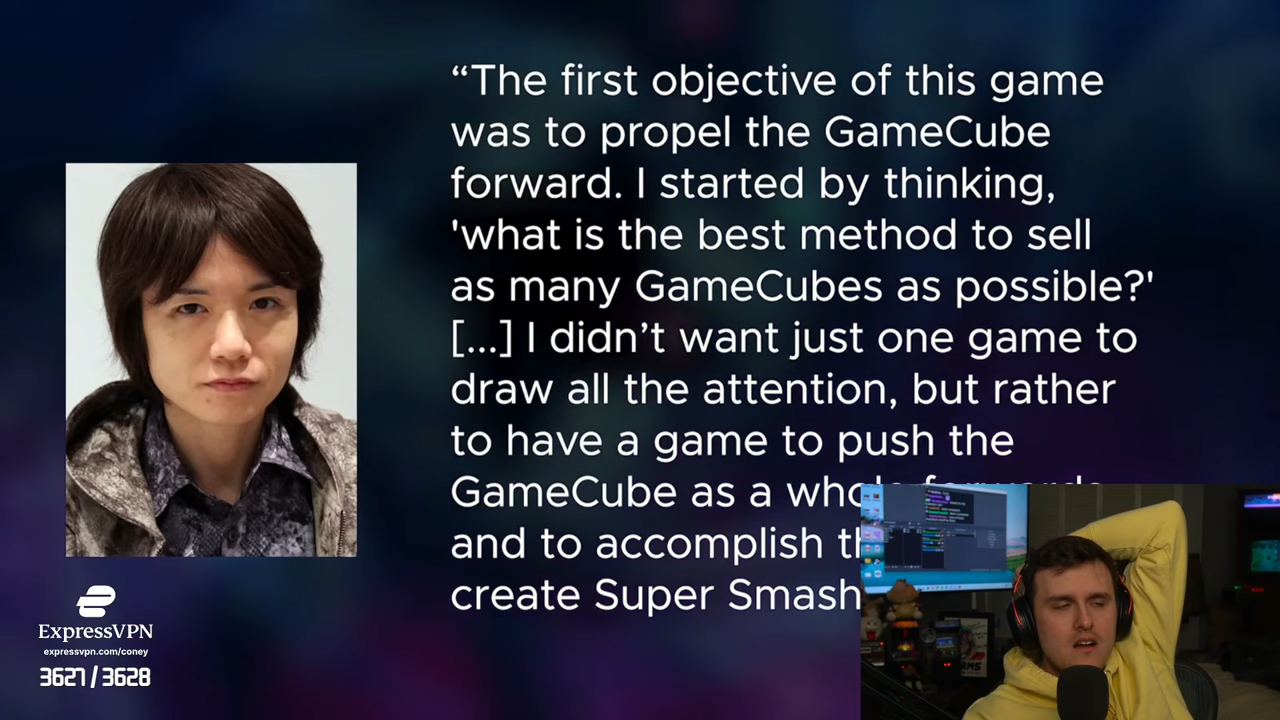 “The first objective of this game
was to propel the GameCube
forward. I started by thinking,
'what is the best method to sell
as many GameCubes as possible?'
[...] I didn’t want just one game to
draw all the attention, but rather
to have a game to push the
GameCube as a whole forwards
and to accomplish
create Super Smash
ExpressVPN
expressvpn.com/coney
3627 / 3628